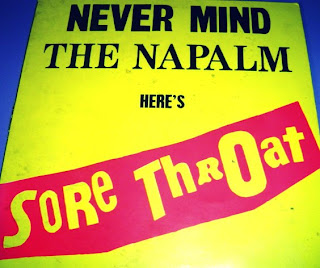 NEVER MIND
THE NAPALM
HERE'S
SORe THROat